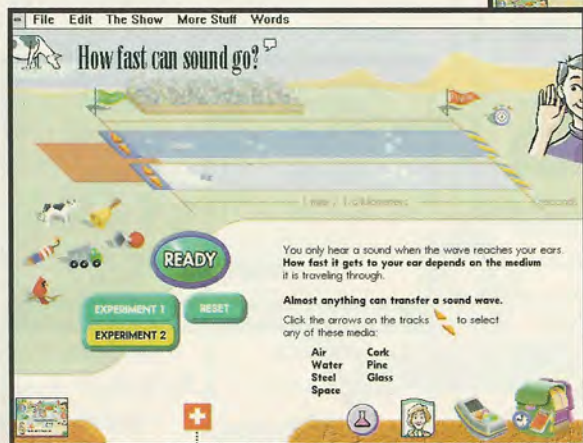 File Edit The Show More Stuff Words
How fast can sound go?
Air
1 mile / 1.6 kilometers
seconds
READY
EXPERIMENT 1
RESET
EXPERIMENT 2
You only hear a sound when the wave reaches your ears.
How fast it gets to your ear depends on the medium
it is traveling through.
Almost anything can transfer a sound wave.
Click the arrows on the tracks to select
any of these media:
Air Cork
Water Pine
Steel Glass
Space